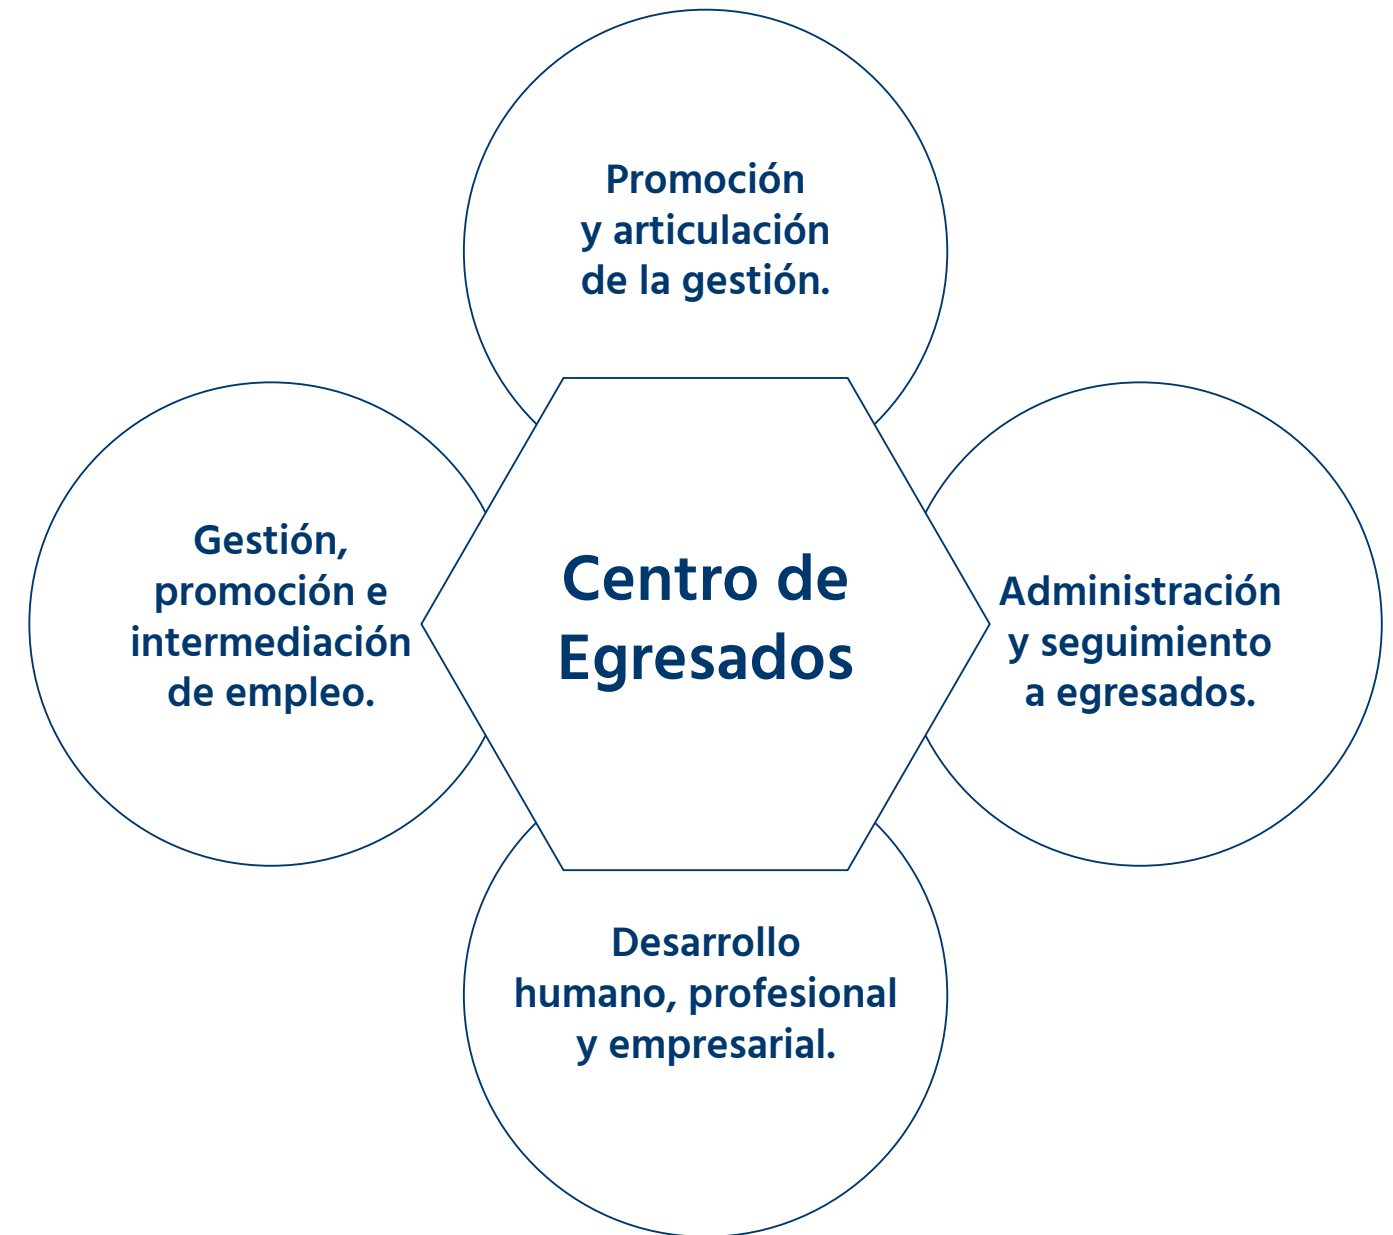 Promoción
y articulación
de la gestión.
Gestión,
promoción e
intermediación
de empleo.
Centro de
Egresados
Administración
y seguimiento
a egresados.
Desarrollo
humano, profesional
y empresarial.